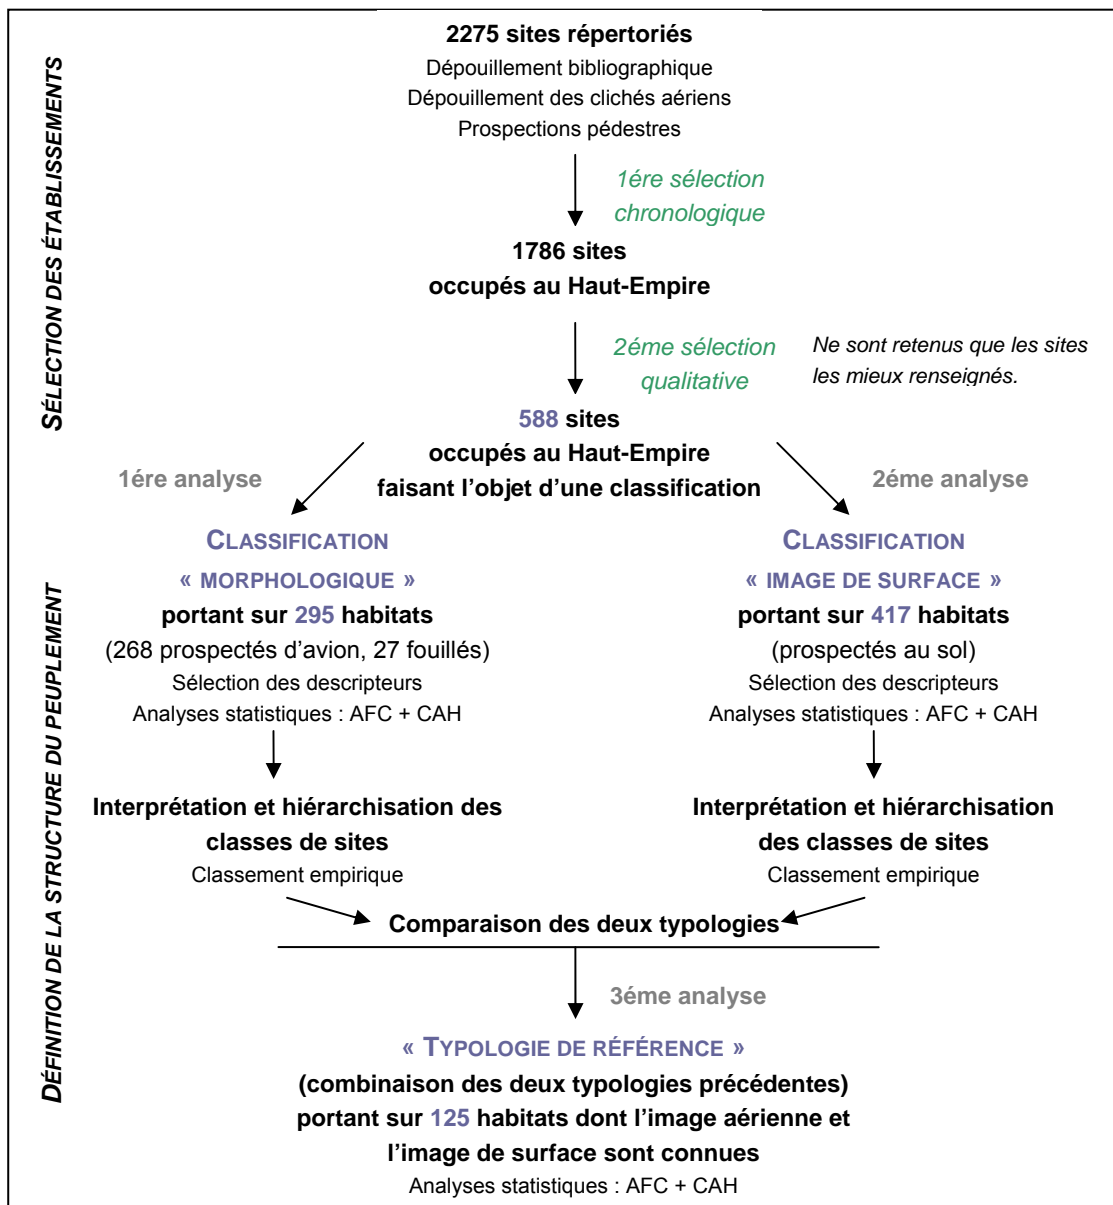 SÉLECTION DES ÉTABLISSEMENTS
2275 sites répertoriés
Dépouillement bibliographique
Dépouillement des clichés aériens
Prospections pédestres
1ére sélection
chronologique
1786 sites
occupés au Haut-Empire
2éme sélection
qualitative
Ne sont retenus que les sites
les mieux renseignés.
588 sites
occupés au Haut-Empire
faisant l’objet d’une classification
DÉFINITION DE LA STRUCTURE DU PEUPLEMENT
1ére analyse
CLASSIFICATION
« MORPHOLOGIQUE »
portant sur 295 habitats
(268 prospectés d’avion, 27 fouillés)
Sélection des descripteurs
Analyses statistiques : AFC + CAH
Interprétation et hiérarchisation des
classes de sites
Classement empirique
2éme analyse
CLASSIFICATION
« IMAGE DE SURFACE »
portant sur 417 habitats
(prospectés au sol)
Sélection des descripteurs
Analyses statistiques : AFC + CAH
Interprétation et hiérarchisation
des classes de sites
Classement empirique
Comparaison des deux typologies
3éme analyse
« TYPOLOGIE DE RÉFÉRENCE »
(combinaison des deux typologies précédentes)
portant sur 125 habitats dont l’image aérienne et
l’image de surface sont connues
Analyses statistiques : AFC + CAH